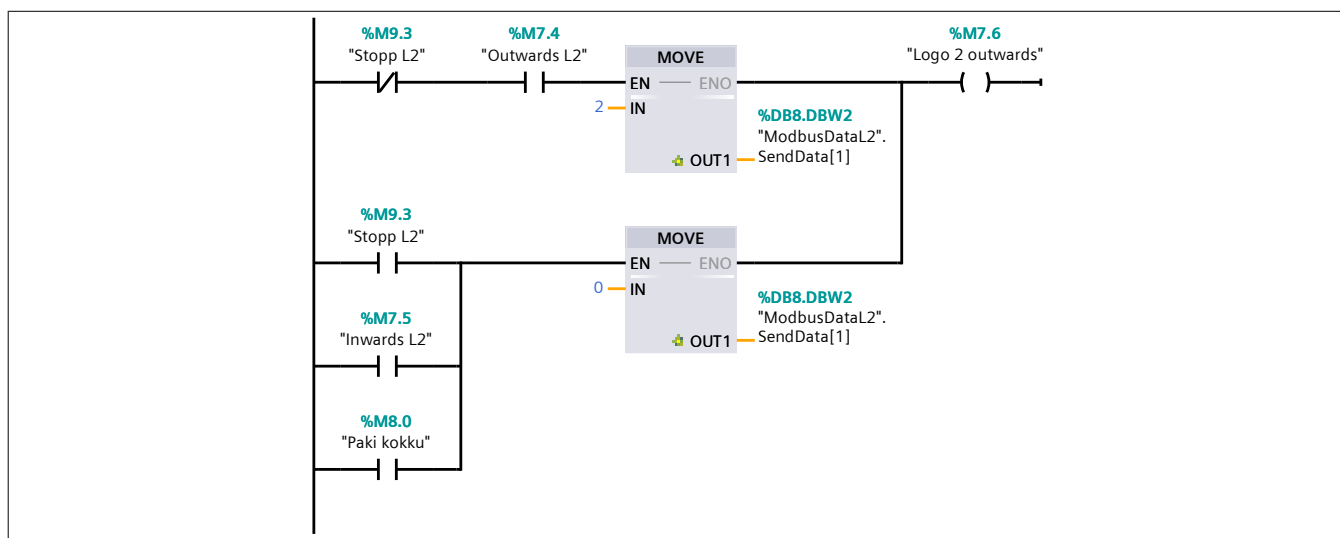 %M9.3
"Stopp L2"
%M7.4
"Outwards L2"
MOVE
EN
ENO
2
IN
OUT1
%DB8.DBW2
"ModbusDataL2".
SendData[1]
%M7.6
"Logo 2 outwards"
%M9.3
"Stopp L2"
MOVE
EN
ENO
0
IN
OUT1
%DB8.DBW2
"ModbusDataL2".
SendData[1]
%M7.5
"Inwards L2"
%M8.0
"Paki kokku"